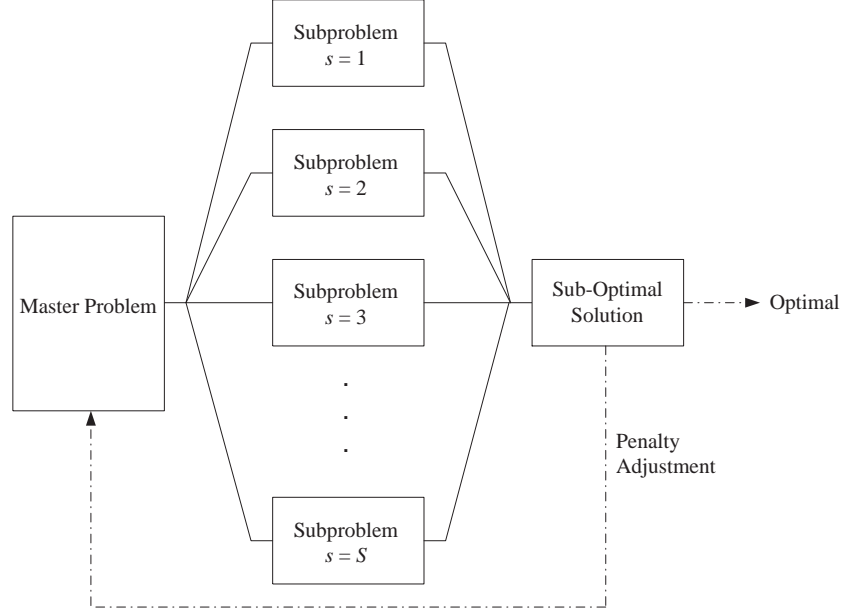 Subproblem
s = 1
Subproblem
s = 2
Master Problem
Subproblem
s = 3
Sub-Optimal
Solution
Optimal
.
.
.
Penalty
Adjustment
Subproblem
s = S